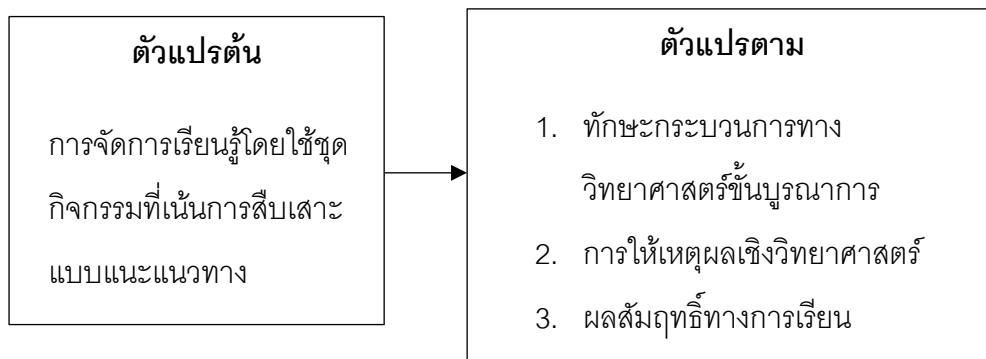 ตัวแปรต้น
การจัดการเรียนรู้โดยใช้ชุด
กิจกรรมที่เน้นการสืบเสาะ
แบบแนะแนวทาง
ตัวแปรตาม
1. ทักษะกระบวนการทาง
วิทยาศาสตร์ขั้นบูรณาการ
2. การให้เหตุผลเชิงวิทยาศาสตร์
3. ผลสัมฤทธิ์ทางการเรียน